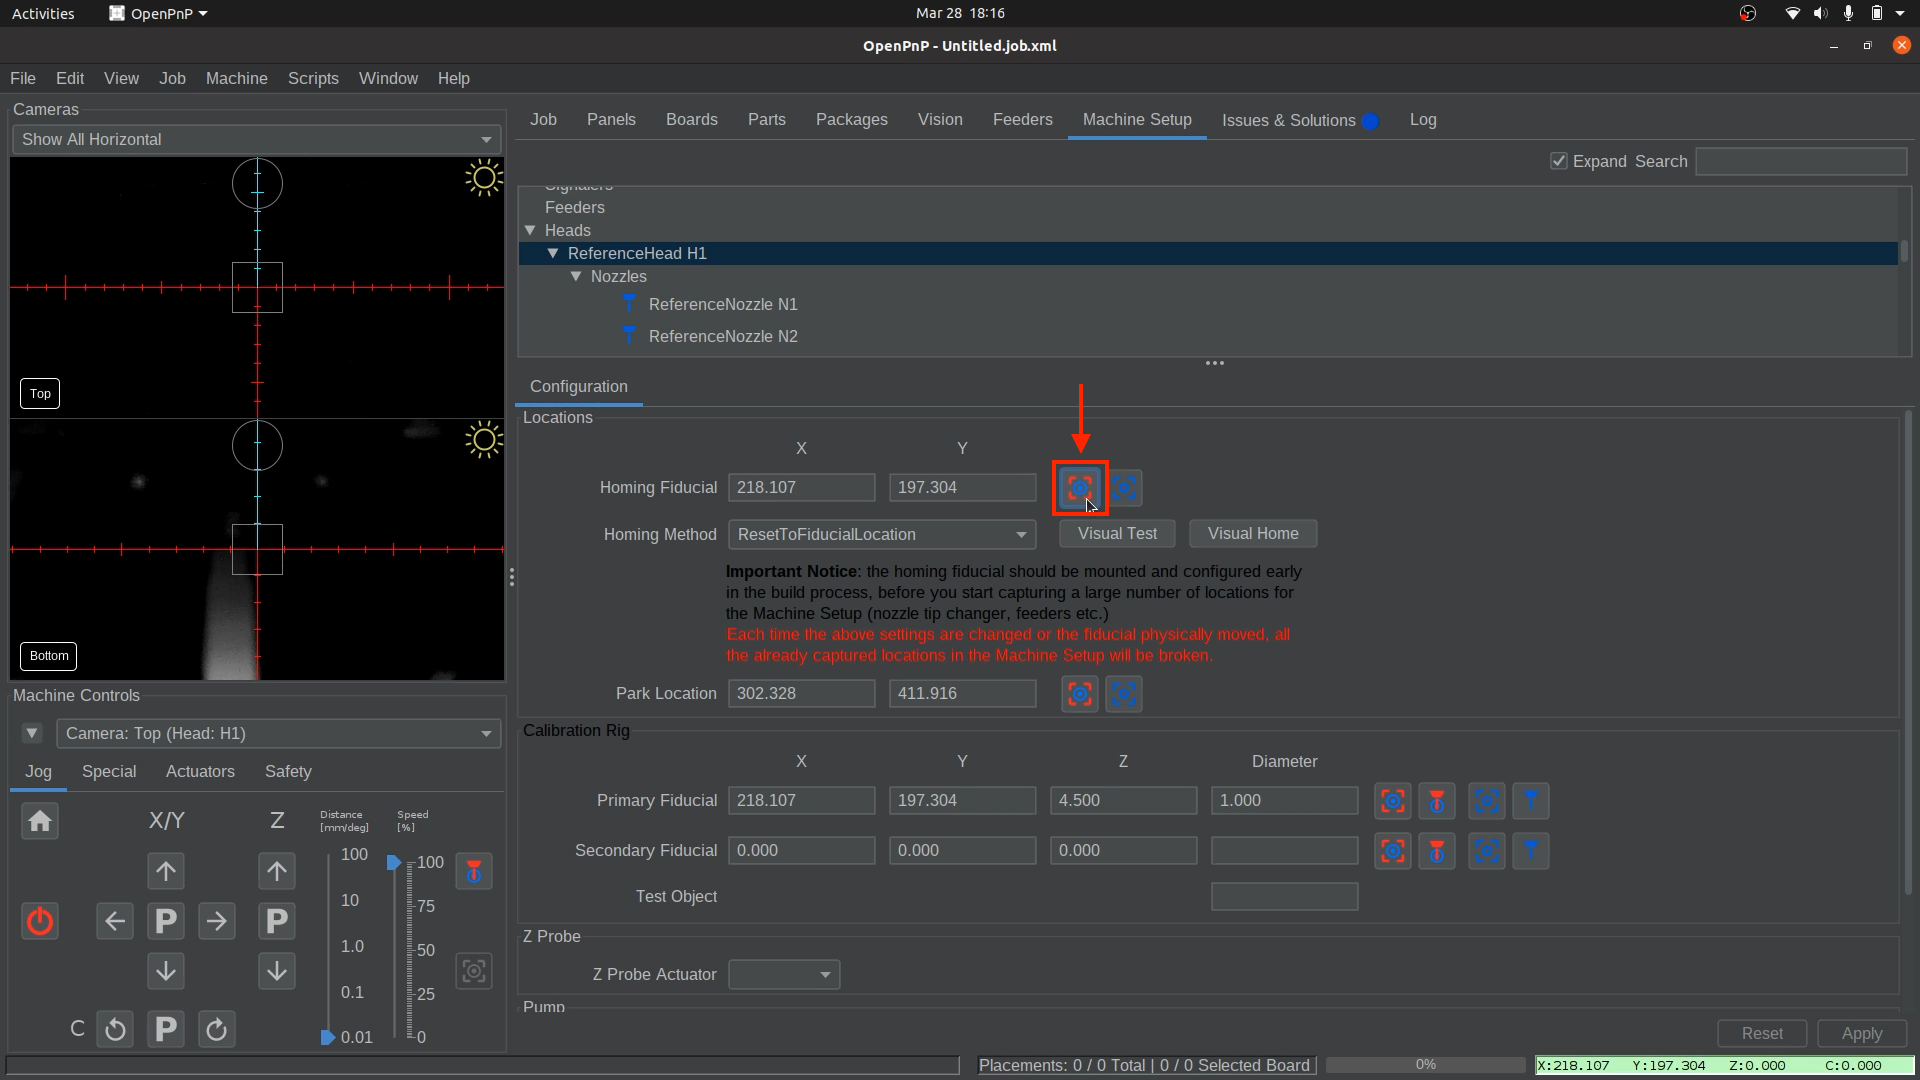 Activities OpenPnP Mar 28 18:16
OpenPnP - Untitled.job.xml
File Edit View Job Machine Scripts Window Help
Cameras
Show All Horizontal
Top
Bottom
Machine Controls
Camera: Top (Head: H1)
Jog Special Actuators Safety
X/Y Z Distance [mm/deg] Speed [%]
100 100
10 75
P P
1.0 50
0.1 25
C P 0.01 0
Job Panels Boards Parts Packages Vision Feeders Machine Setup Issues & Solutions Log
Expand Search
Signalers
Feeders
Heads
ReferenceHead H1
Nozzles
ReferenceNozzle N1
ReferenceNozzle N2
Configuration
Locations
X Y
Homing Fiducial 218.107 197.304
Homing Method ResetToFiducialLocation Visual Test Visual Home
Important Notice: the homing fiducial should be mounted and configured early
in the build process, before you start capturing a large number of locations for
the Machine Setup (nozzle tip changer, feeders etc.)
Each time the above settings are changed or the fiducial physically moved, all
the already captured locations in the Machine Setup will be broken.
Park Location 302.328 411.916
Calibration Rig
X Y Z Diameter
Primary Fiducial 218.107 197.304 4.500 1.000
Secondary Fiducial 0.000 0.000 0.000
Test Object
Z Probe
Z Probe Actuator
Pump
Reset Apply
Placements: 0 / 0 Total | 0 / 0 Selected Board 0% X:218.107 Y:197.304 Z:0.000 C:0.000